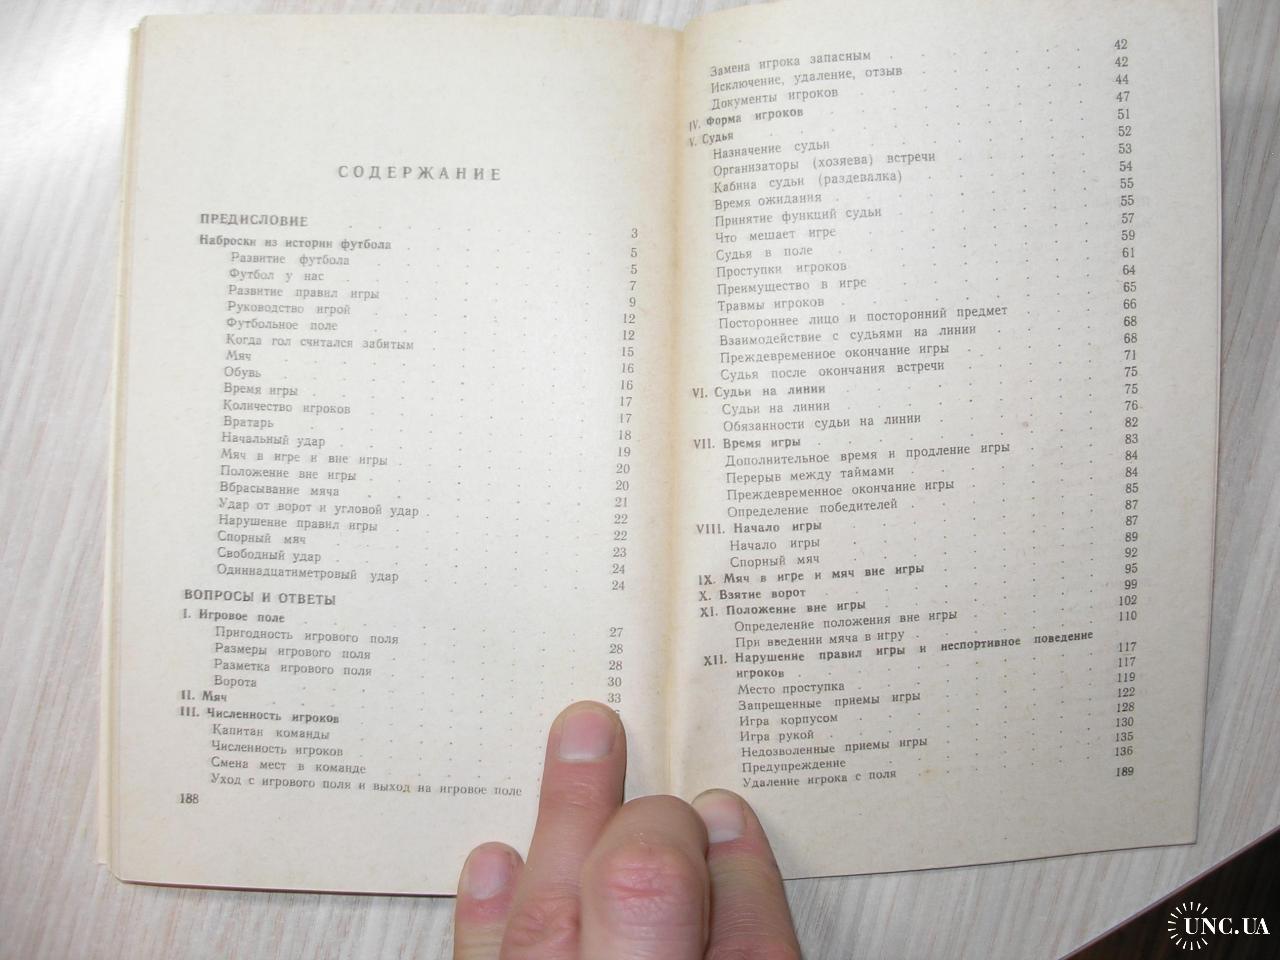 СОДЕРЖАНИЕ
ПРЕДИСЛОВИЕ 3
Наброски из истории футбола 5
Развитие футбола 5
Футбол у нас 7
Развитие правил игры 9
Руководство игрой 12
Футбольное поле 12
Когда гол считался забитым 15
Мяч 16
Обувь 16
Время игры 17
Количество игроков 17
Вратарь 18
Начальный удар 19
Мяч в игре и вне игры 20
Положение вне игры 20
Вбрасывание мяча 21
Удар от ворот и угловой удар 22
Нарушение правил игры 22
Спорный мяч 23
Свободный удар 24
Одиннадцатиметровый удар 24
ВОПРОСЫ И ОТВЕТЫ
I. Игровое поле 27
Пригодность игрового поля 28
Размеры игрового поля 28
Разметка игрового поля 30
Ворота 33
II. Мяч
III. Численность игроков
Капитан команды
Численность игроков
Смена мест в команде
Уход с игрового поля и выход на игровое поле
188
Замена игрока запасным 42
Исключение, удаление, отзыв 42
Документы игроков 44
IV. Форма игроков 47
V. Судья 51
Назначение судьи 52
Организаторы (хозяева) встречи 53
Кабина судьи (раздевалка) 54
Время ожидания 55
Принятие функций судьи 55
Что мешает игре 57
Судья в поле 59
Проступки игроков 61
Преимущество в игре 64
Травмы игроков 65
Постороннее лицо и посторонний предмет 66
Взаимодействие с судьями на линии 68
Преждевременное окончание игры 68
Судья после окончания встречи 71
VI. Судьи на линии 75
Судьи на линии 75
Обязанности судьи на линии 76
VII. Время игры 82
Дополнительное время и продление игры 83
Перерыв между таймами 84
Преждевременное окончание игры 84
Определение победителей 85
VIII. Начало игры 87
Начало игры 87
Спорный мяч 89
IX. Мяч в игре и мяч вне игры 92
X. Взятие ворот 95
XI. Положение вне игры 99
Определение положения вне игры 102
При введении мяча в игру 110
XII. Нарушение правил игры и неспортивное поведение
игроков 117
Место проступка 117
Запрещенные приемы игры 119
Игра корпусом 122
Игра рукой 128
Недозволенные приемы игры 130
Предупреждение 135
Удаление игрока с поля 136
189
UNC.UA